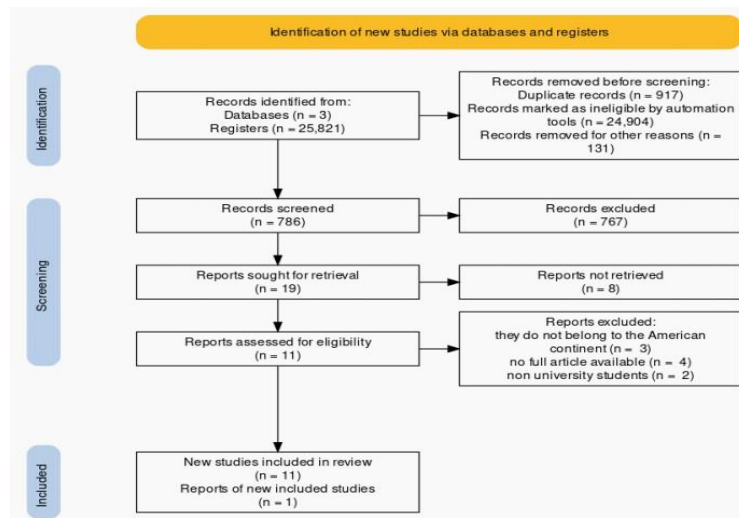 Identification of new studies via databases and registers
Identification
Records identified from:
Databases (n = 3)
Registers (n = 25,821)
Records removed before screening:
Duplicate records (n = 917)
Records marked as ineligible by automation
tools (n = 24,904)
Records removed for other reasons (n =
131)
Screening
Records screened
(n = 786)
Records excluded
(n = 767)
Reports sought for retrieval
(n = 19)
Reports not retrieved
(n = 8)
Reports assessed for eligibility
(n = 11)
Reports excluded:
they do not belong to the American
continent (n = 3)
no full article available (n = 4)
non university students (n = 2)
Included
New studies included in review
(n = 11)
Reports of new included studies
(n = 1)